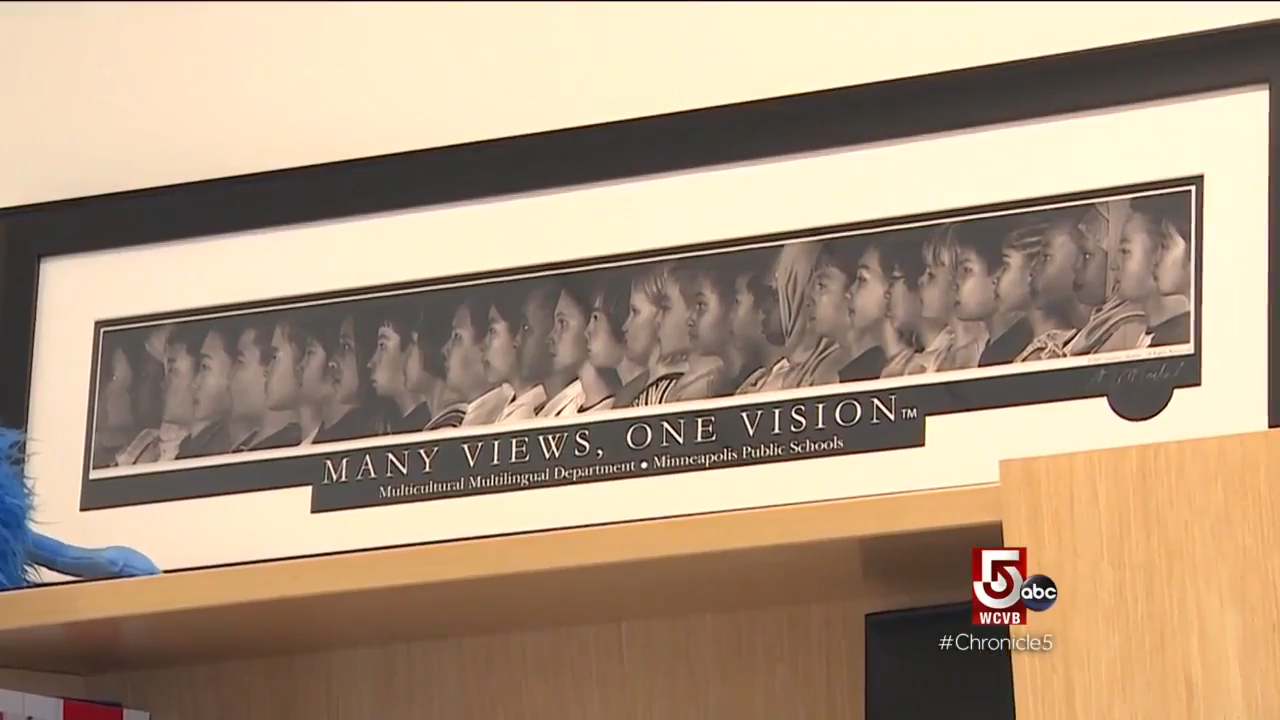 MANY VIEWS, ONE VISION™
Multicultural Multilingual Department • Minneapolis Public Schools
5
abc
WCVB
#Chronicle5